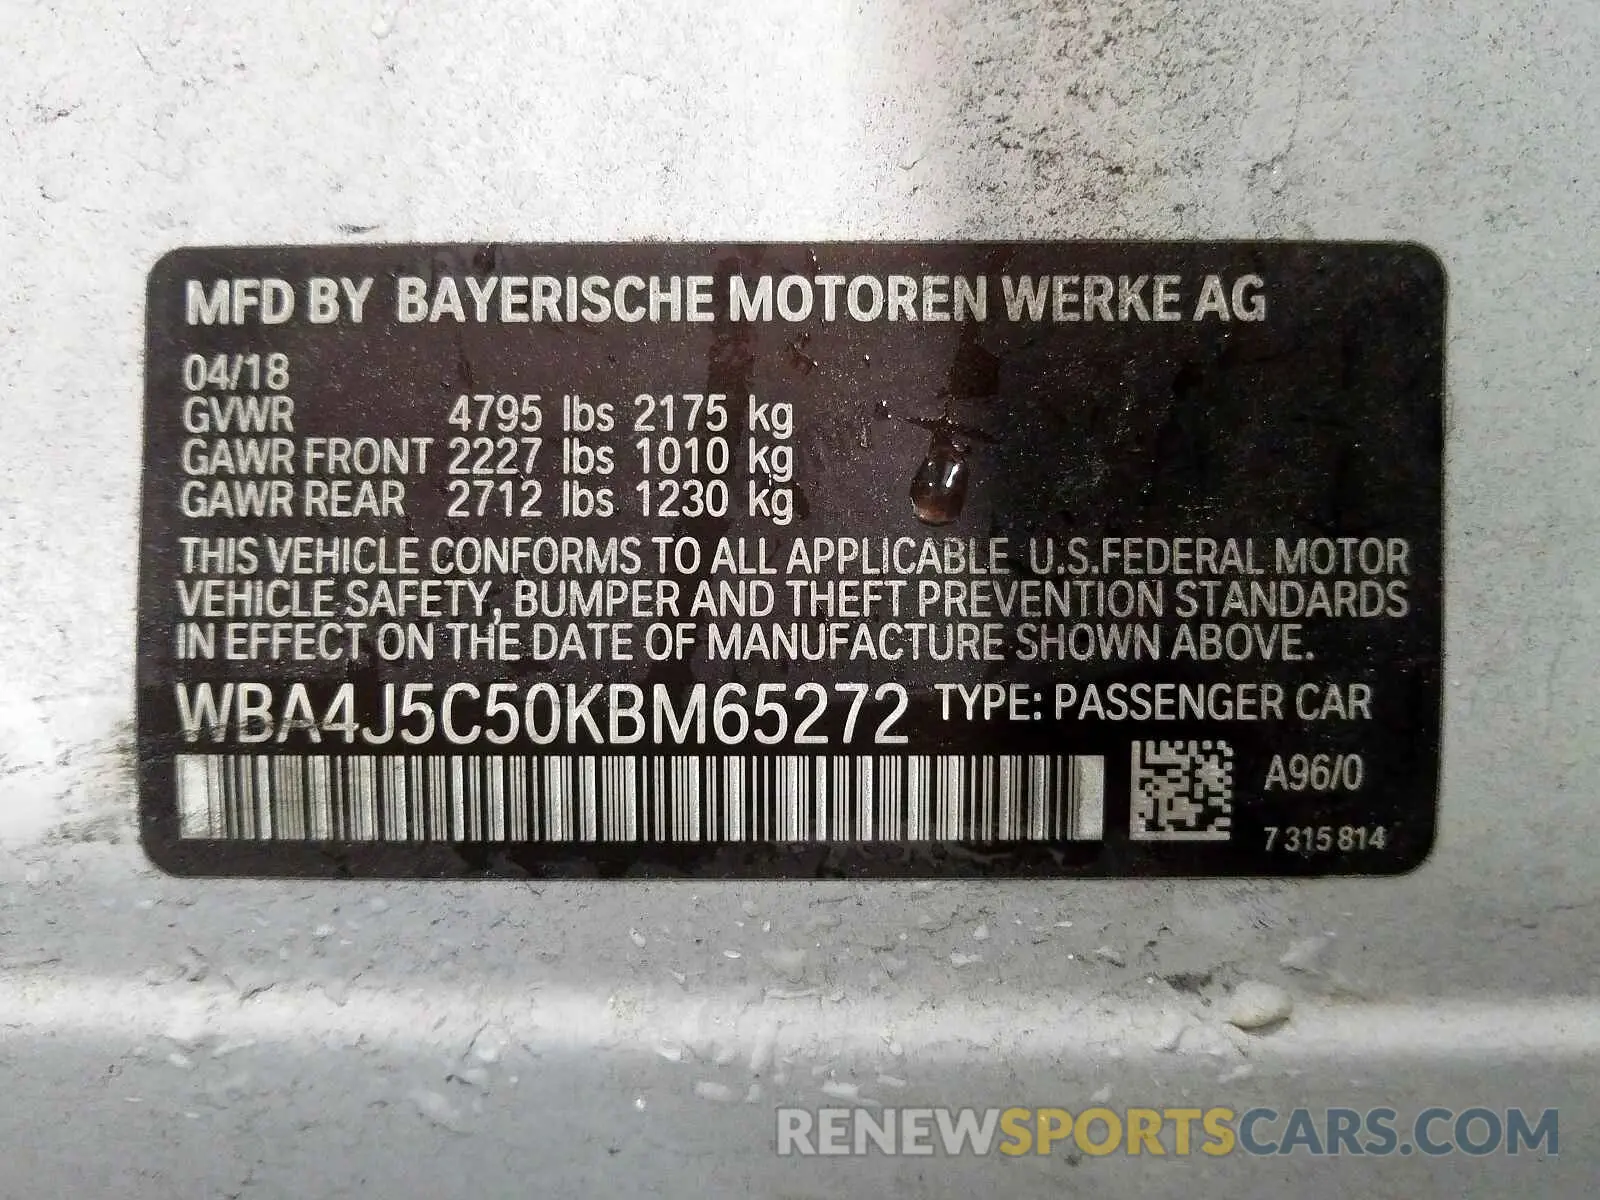 MFD BY BAYERISCHE MOTOREN WERKE AG
04/18
GVWR 4795 lbs 2175 kg
GAWR FRONT 2227 lbs 1010 kg
GAWR REAR 2712 lbs 1230 kg
THIS VEHICLE CONFORMS TO ALL APPLICABLE U.S.FEDERAL MOTOR
VEHICLE SAFETY, BUMPER AND THEFT PREVENTION STANDARDS
IN EFFECT ON THE DATE OF MANUFACTURE SHOWN ABOVE.
WBA4J5C50KBM65272 TYPE: PASSENGER CAR
A96/0
7 315 814
RENEWSPORTSCARS.COM